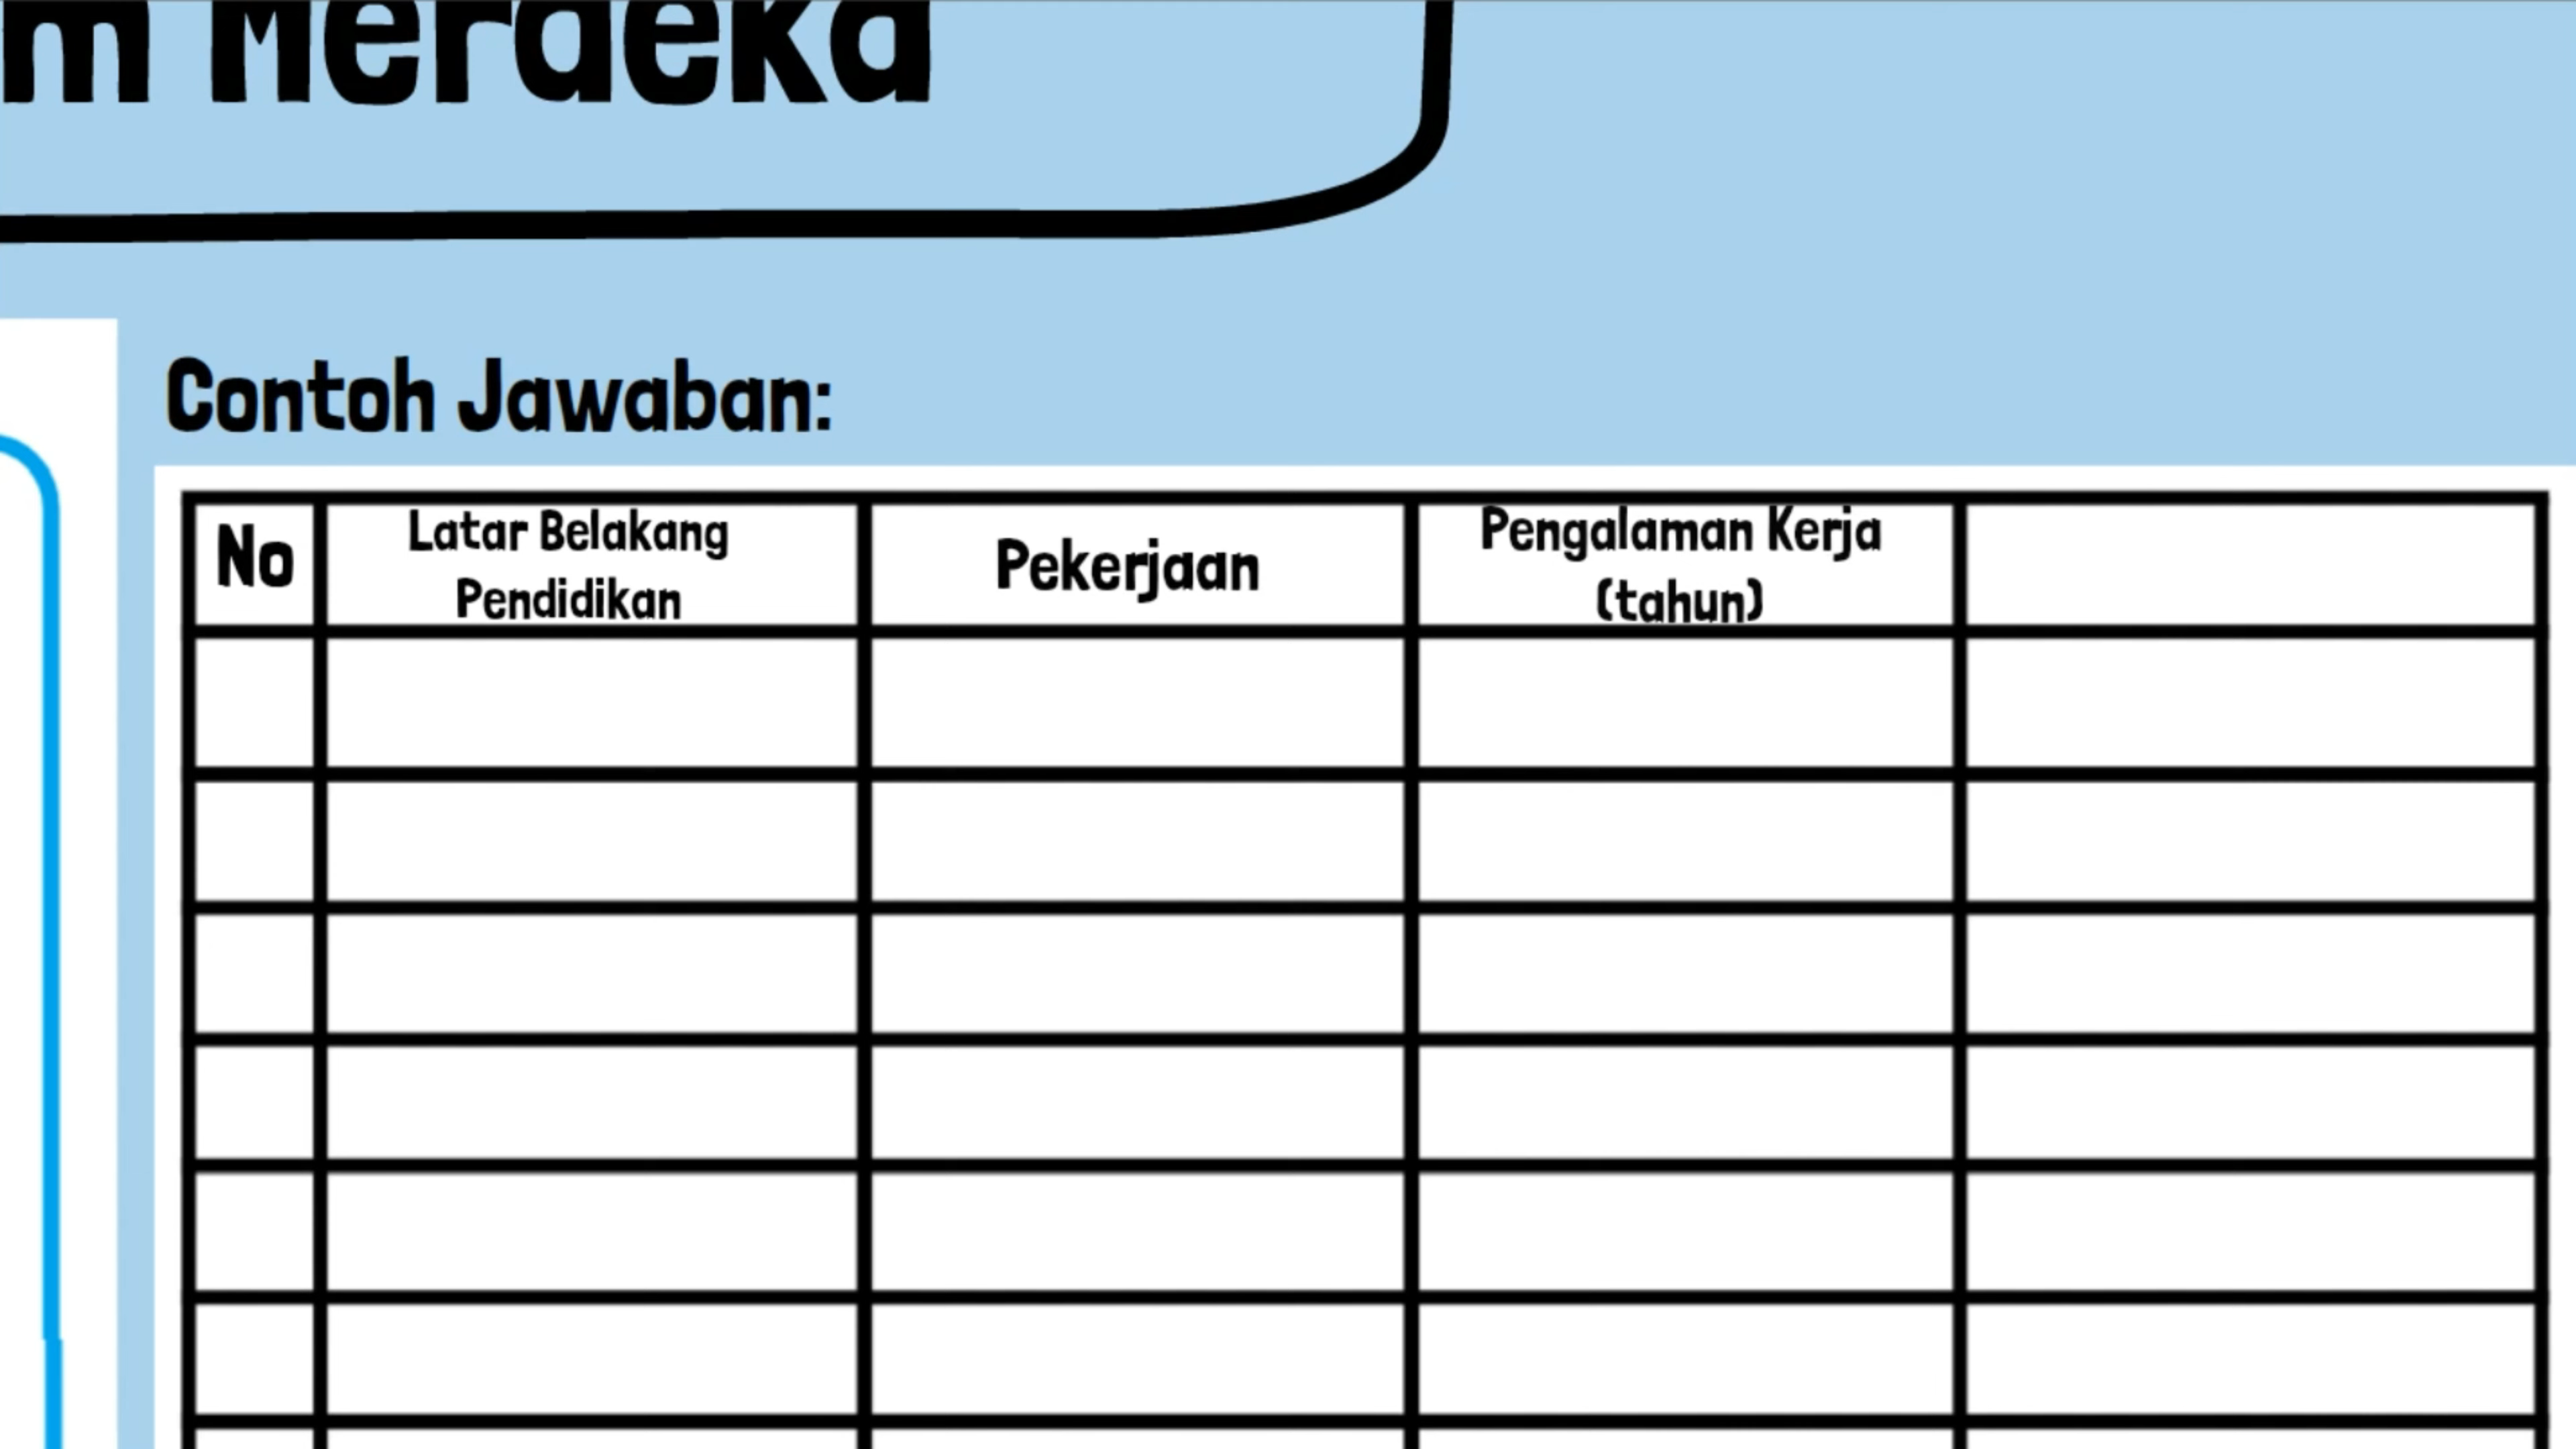 m Merdeka
Contoh Jawaban:
No
Latar Belakang
Pendidikan
Pekerjaan
Pengalaman Kerja
(tahun)